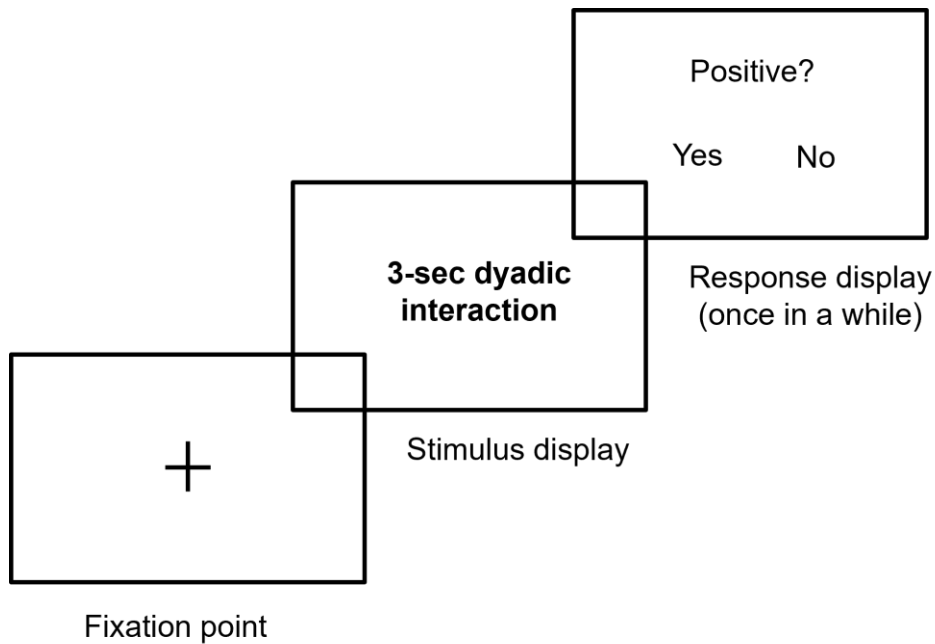 Positive?
Yes No
Response display
(once in a while)
3-sec dyadic
interaction
Stimulus display
Fixation point